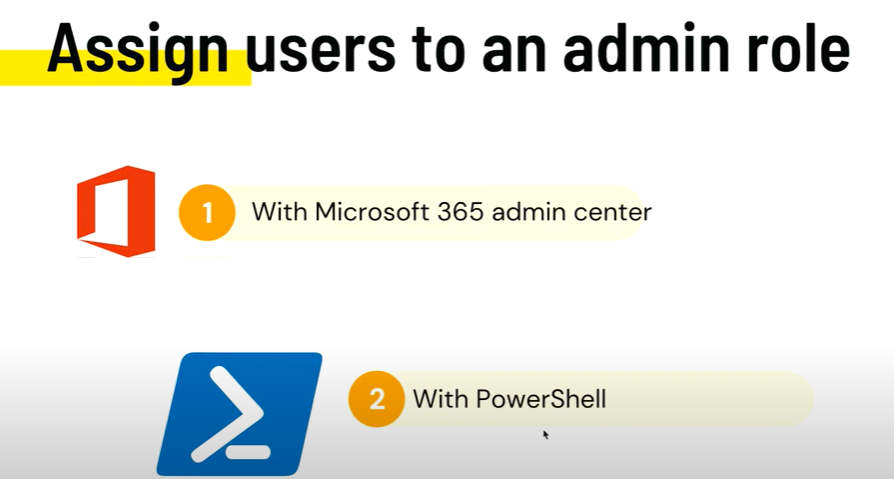 Assign users to an admin role
1 With Microsoft 365 admin center
2 With PowerShell